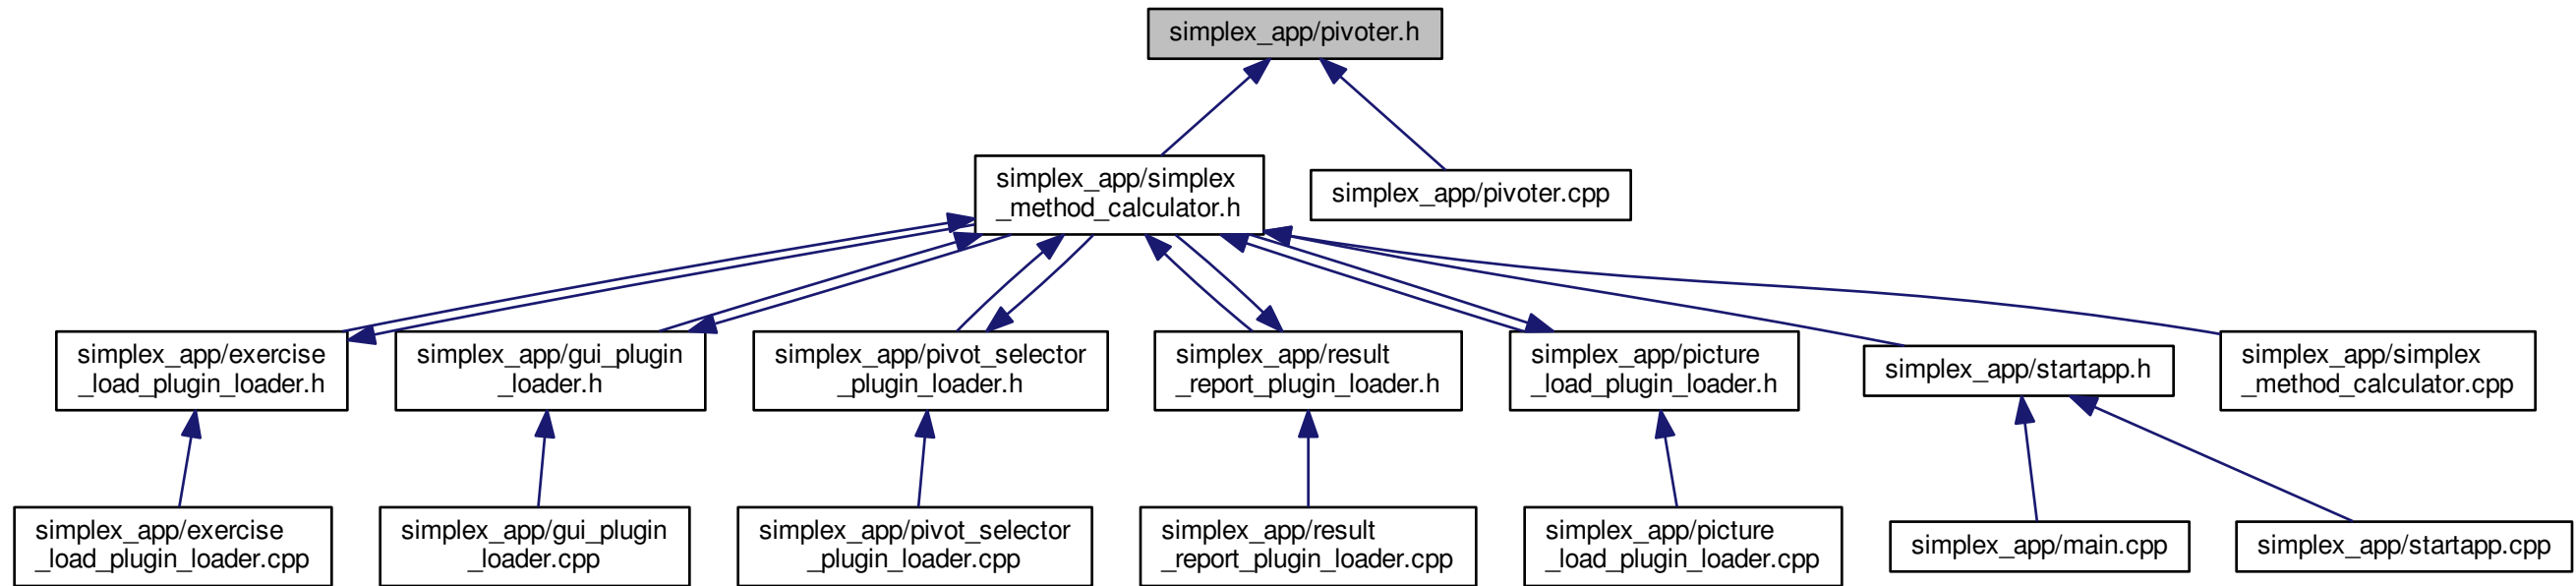 simplex_app/pivoter.h
simplex_app/simplex
_method_calculator.h
simplex_app/pivoter.cpp
simplex_app/exercise
_load_plugin_loader.h
simplex_app/gui_plugin
_loader.h
simplex_app/pivot_selector
_plugin_loader.h
simplex_app/result
_report_plugin_loader.h
simplex_app/picture
_load_plugin_loader.h
simplex_app/startapp.h
simplex_app/simplex
_method_calculator.cpp
simplex_app/exercise
_load_plugin_loader.cpp
simplex_app/gui_plugin
_loader.cpp
simplex_app/pivot_selector
_plugin_loader.cpp
simplex_app/result
_report_plugin_loader.cpp
simplex_app/picture
_load_plugin_loader.cpp
simplex_app/main.cpp
simplex_app/startapp.cpp